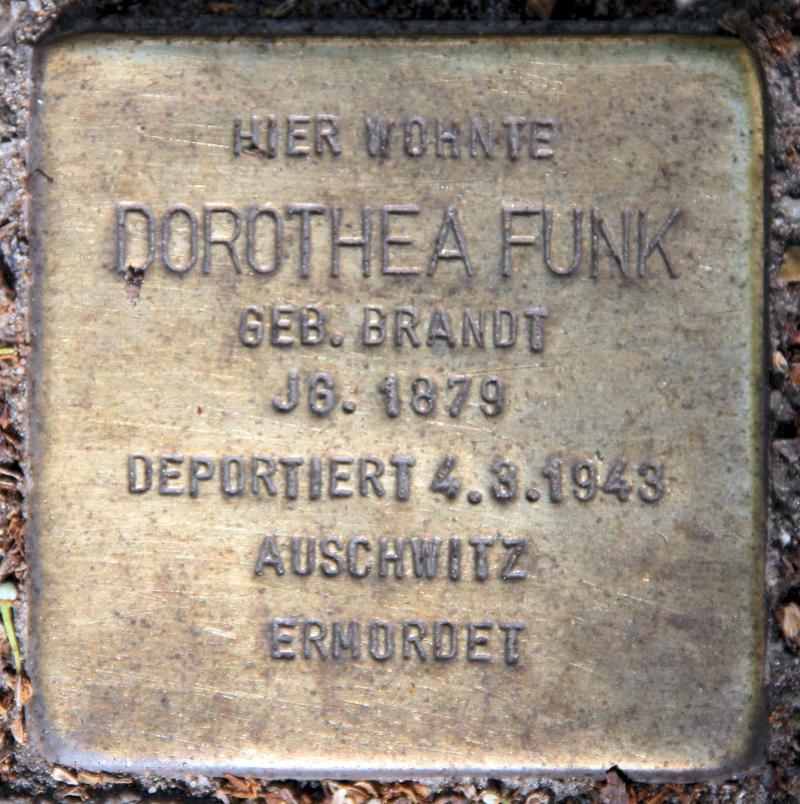 HIER WOHNTE
DOROTHEA FUNK
GEB. BRANDT
JG. 1879
DEPORTIERT 4.3.1943
AUSCHWITZ
ERMORDET